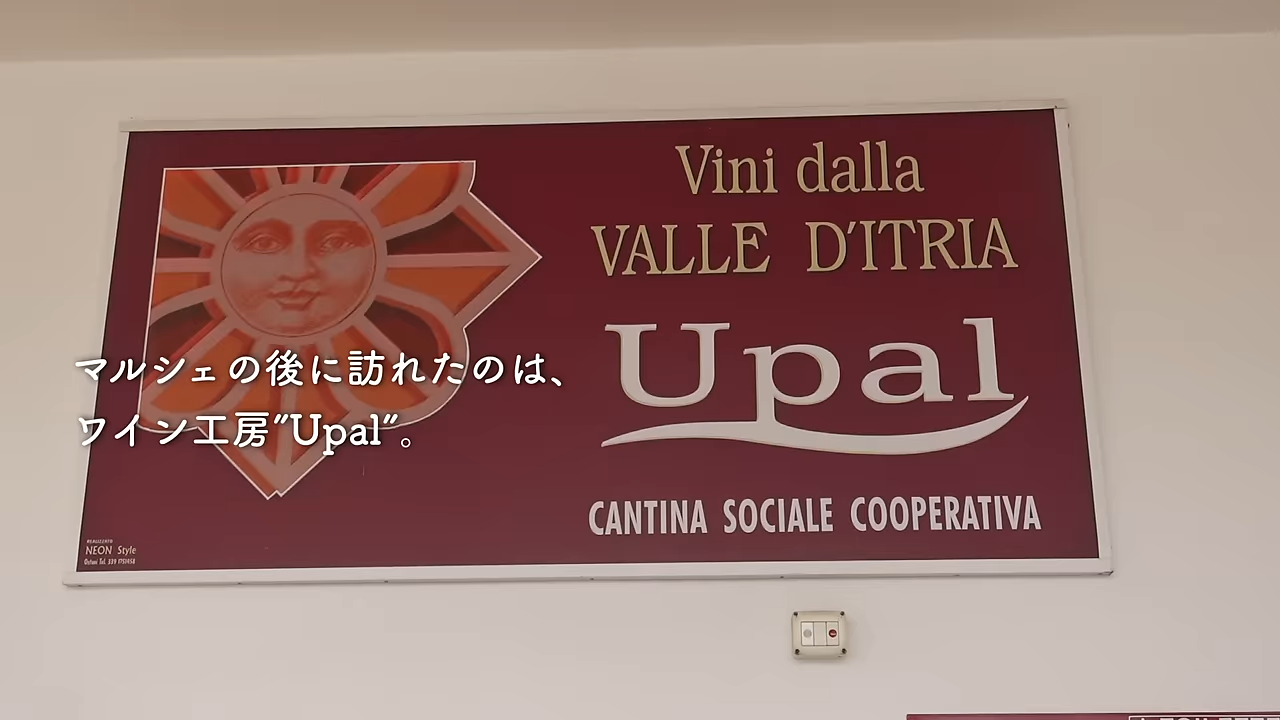 Vini dalla
VALLE D'ITRIA
Upal
CANTINA SOCIALE COOPERATIVA
マルシェの後に訪れたのは、
ワイン工房"Upal"。
REALIZZATO
NEON Style